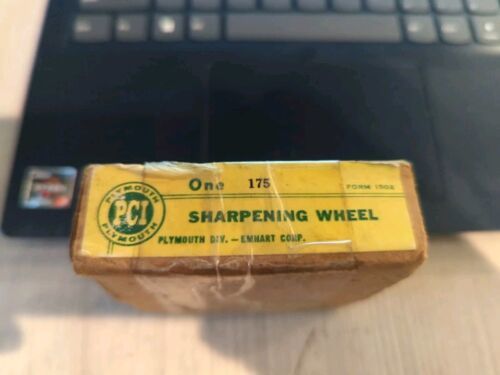 One 175 FORM 1502
PLYMOUTH
PCI
PLYMOUTH
SHARPENING WHEEL
PLYMOUTH DIV. — EMHART CORP.